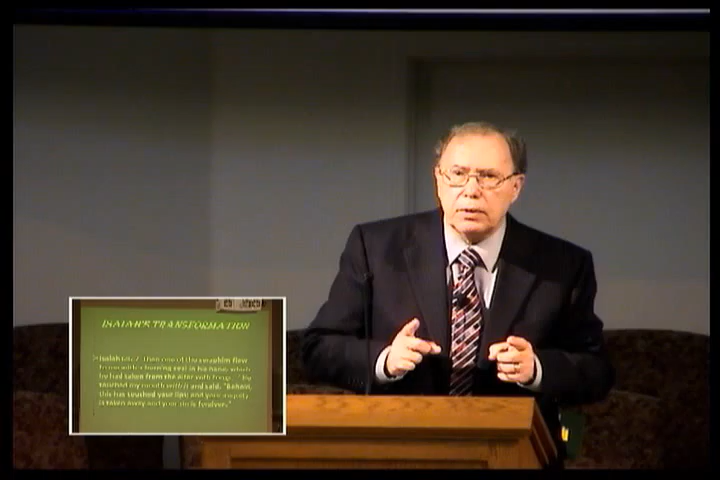 ISAIAH'S TRANSFORMATION
Isaiah 6:6-7 Then one of the seraphim flew
to me with a burning coal in his hand, which
he had taken from the altar with tongs. 7 He
touched my mouth with it and said, "Behold,
this has touched your lips; and your iniquity
is taken away and your sin is forgiven."